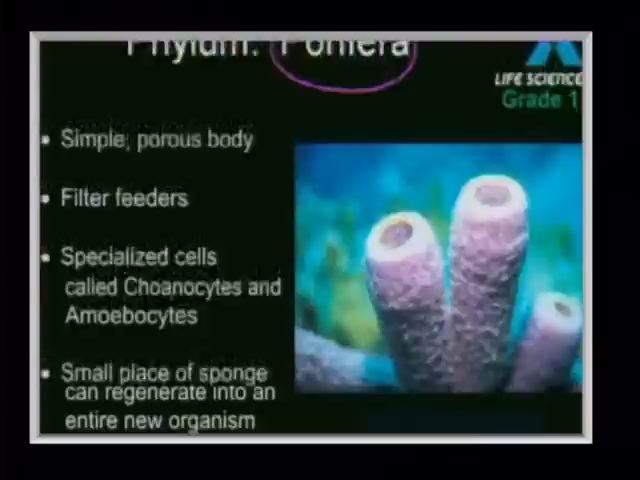 Phylum: Porifera
LIFE SCIENCE
Grade 1
• Simple, porous body
• Filter feeders
• Specialized cells
called Choanocytes and
Amoebocytes
• Small place of sponge
can regenerate into an
entire new organism